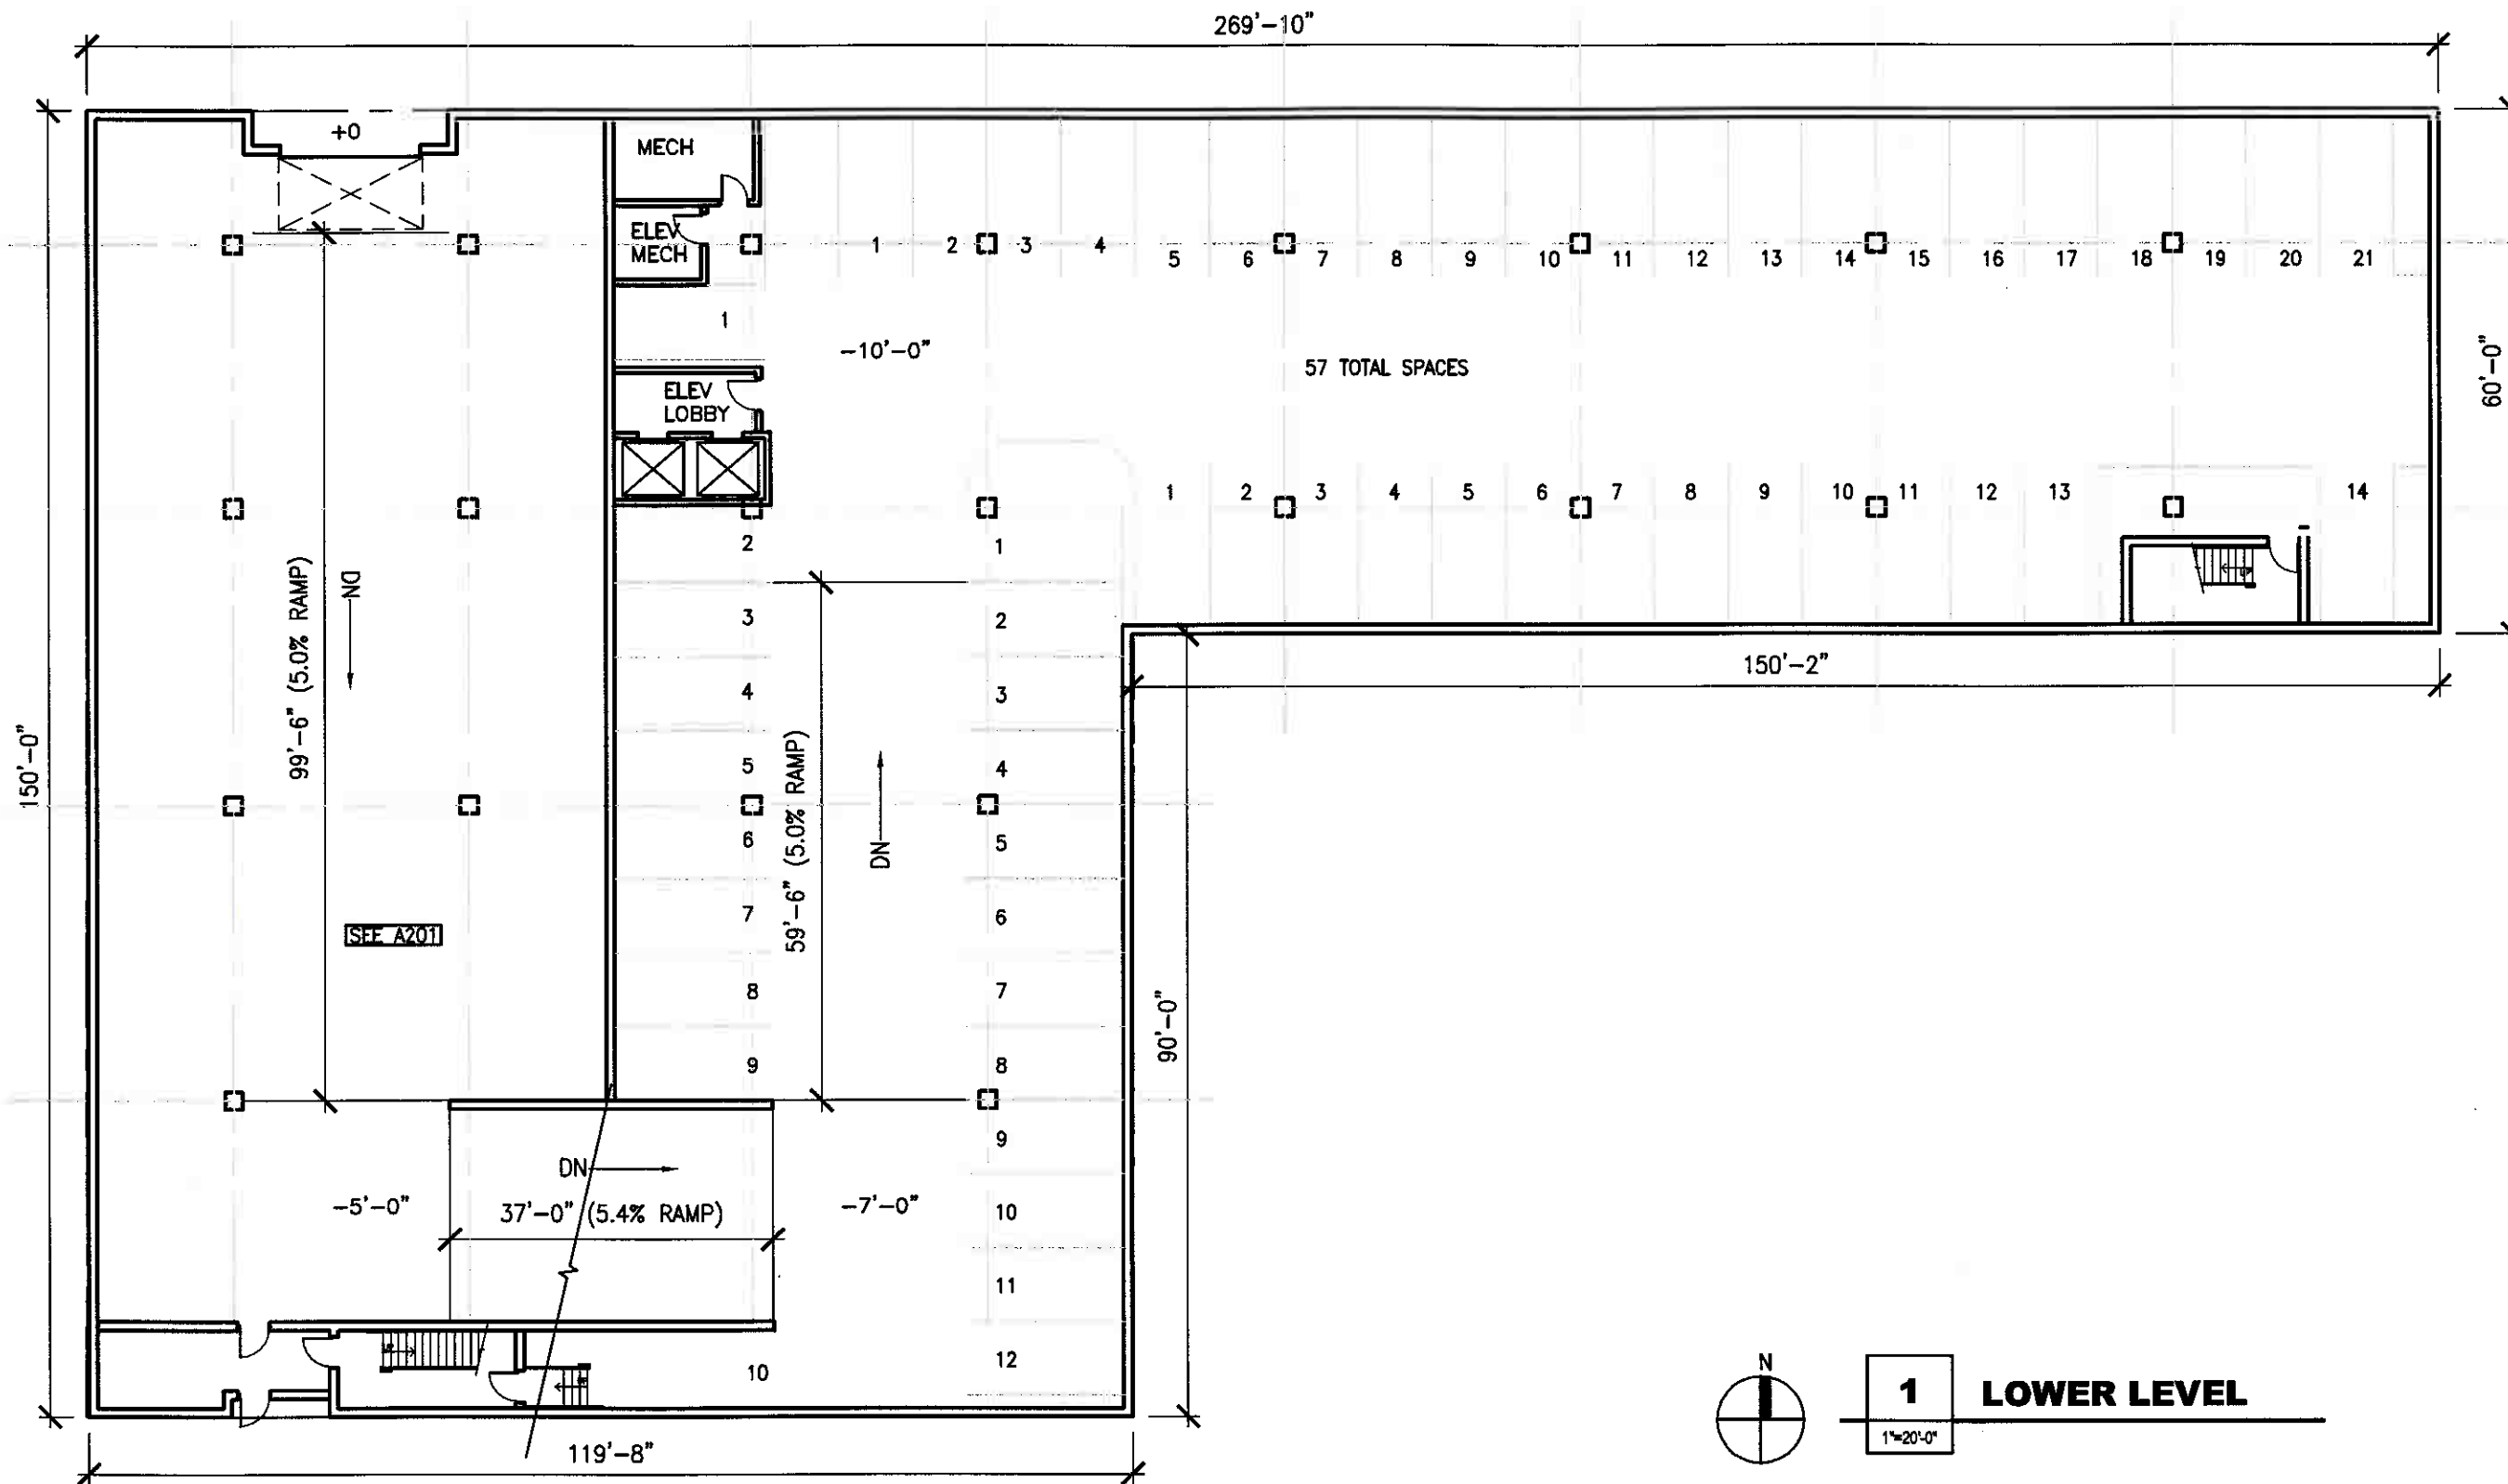 269'-10"
+0
MECH
ELEV
MECH
1 2 3 4 5 6 7 8 9 10 11 12 13 14 15 16 17 18 19 20 21
1
-10'-0"
57 TOTAL SPACES
60'-0"
ELEV
LOBBY
1 2 3 4 5 6 7 8 9 10 11 12 13 14
2
3
4
5
6
7
8
9
10
1
2
3
4
5
6
7
8
9
10
11
12
150'-0"
99'-6" (5.0% RAMP)
DN
59'-6" (5.0% RAMP)
DN
150'-2"
90'-0"
SEE A201
DN
-5'-0"
37'-0" (5.4% RAMP)
-7'-0"
119'-8"
N
1
1"=20'-0"
LOWER LEVEL